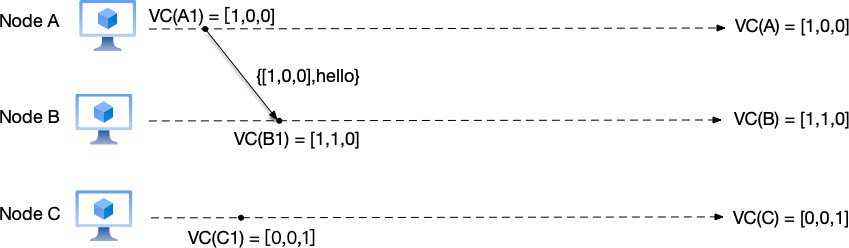 Node A
VC(A1) = [1,0,0]
VC(A) = [1,0,0]
{[1,0,0],hello}
Node B
VC(B) = [1,1,0]
VC(B1) = [1,1,0]
Node C
VC(C) = [0,0,1]
VC(C1) = [0,0,1]